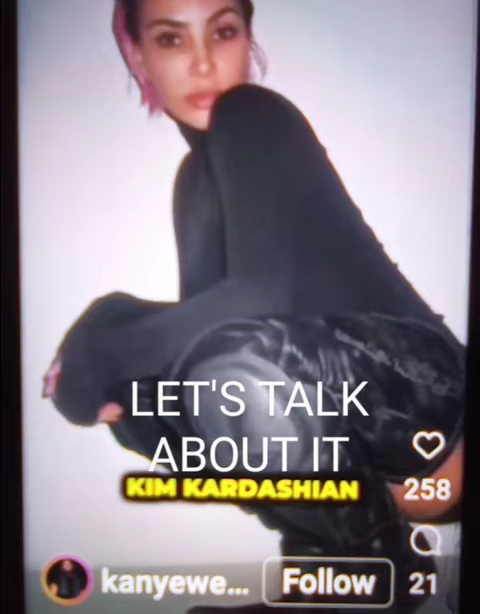 LET'S TALK
ABOUT IT
KIM KARDASHIAN
258
kanyewe...
Follow
21